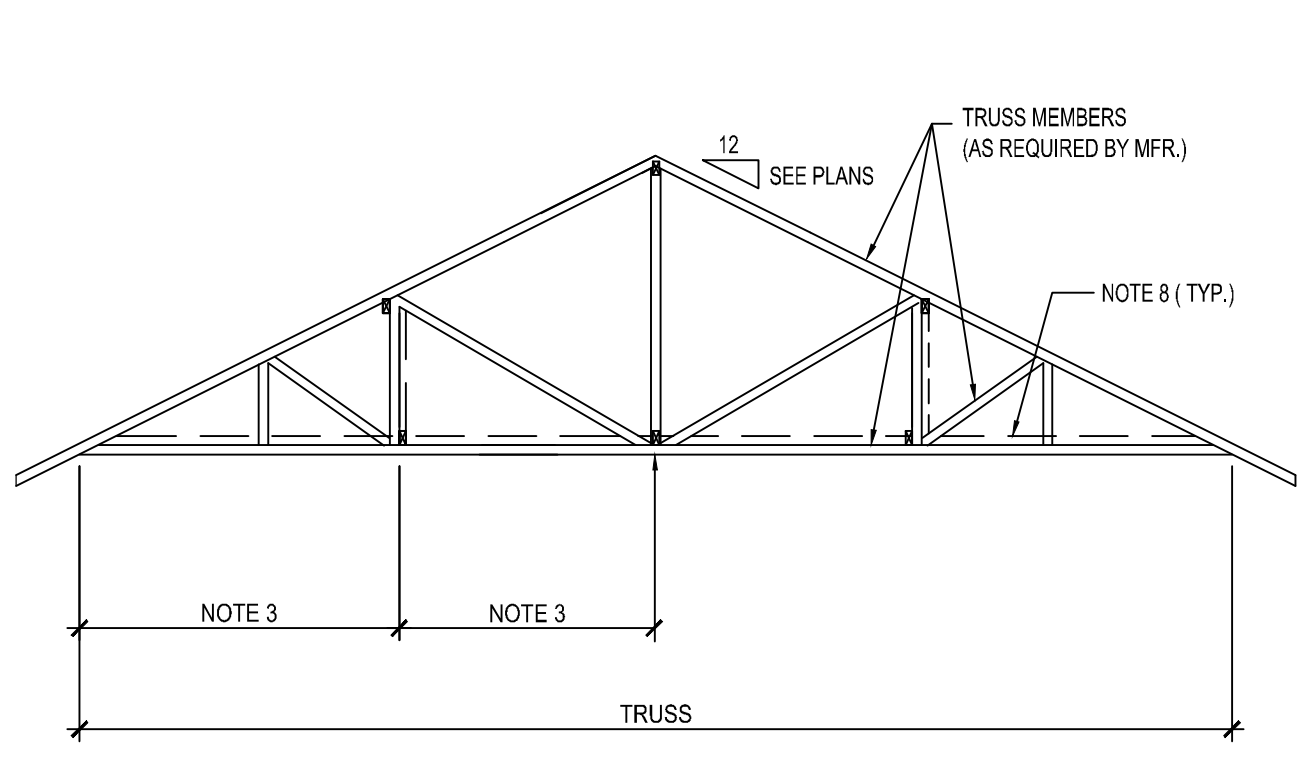 TRUSS MEMBERS
(AS REQUIRED BY MFR.)
12
SEE PLANS
NOTE 8 ( TYP.)
NOTE 3
NOTE 3
TRUSS